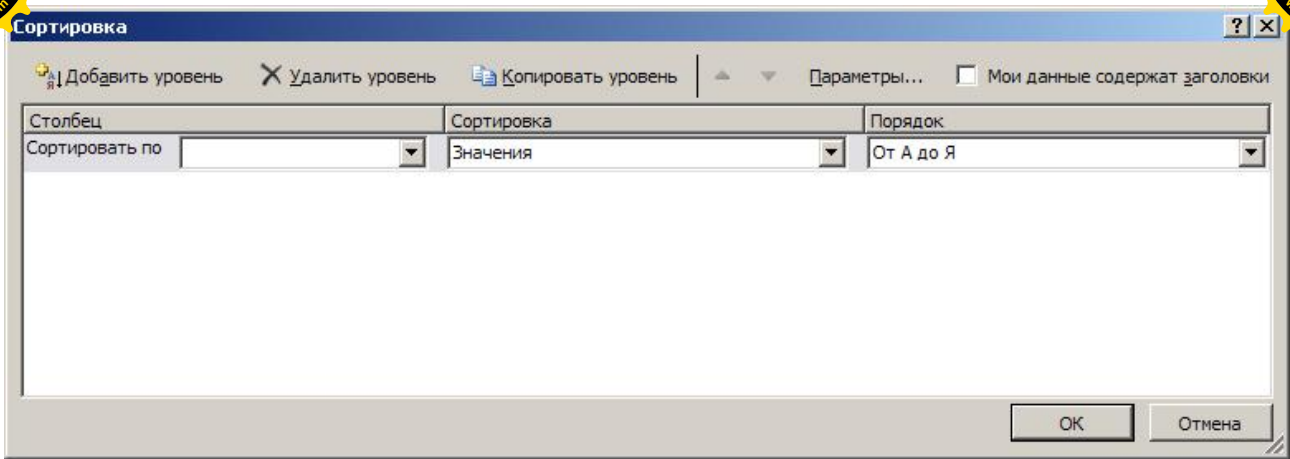 Сортировка
Добавить уровень Удалить уровень Копировать уровень Параметры... Мои данные содержат заголовки
Столбец Сортировка Порядок
Сортировать по Значения От А до Я
ОК Отмена